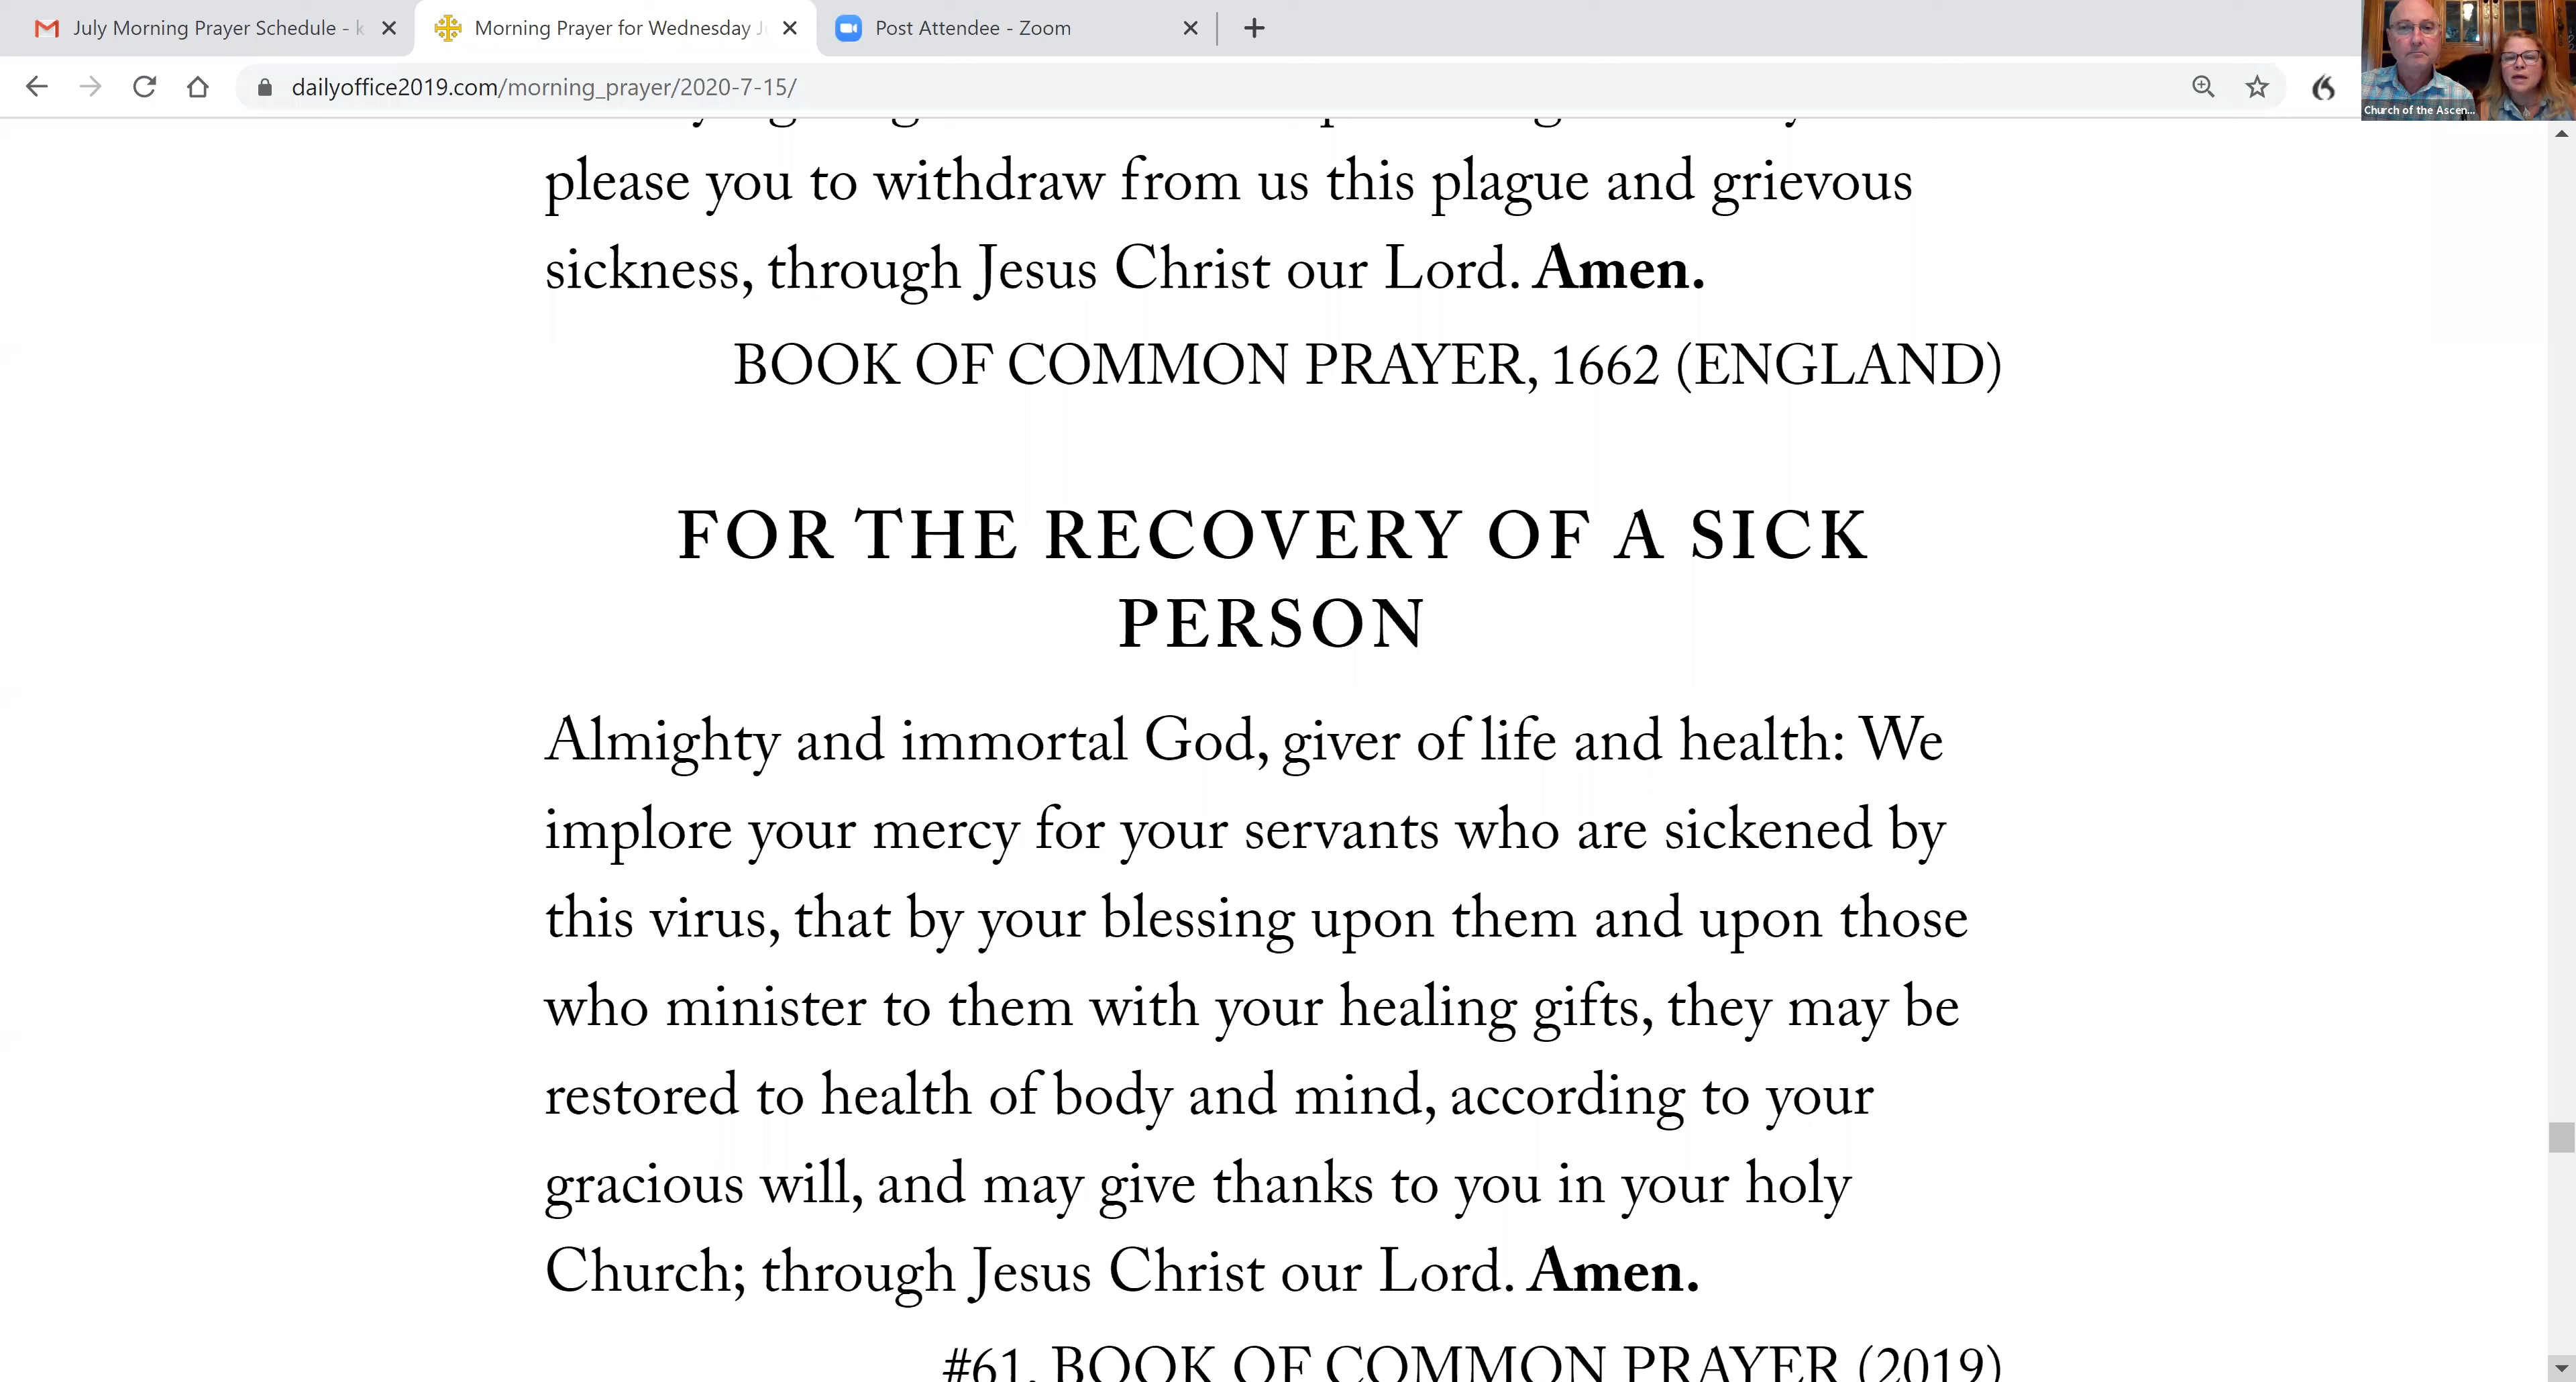 July Morning Prayer Schedule - k
Morning Prayer for Wednesday J
Post Attendee - Zoom
dailyoffice2019.com/morning_prayer/2020-7-15/
Church of the Ascen...
please you to withdraw from us this plague and grievous
sickness, through Jesus Christ our Lord. Amen.
BOOK OF COMMON PRAYER, 1662 (ENGLAND)
FOR THE RECOVERY OF A SICK
PERSON
Almighty and immortal God, giver of life and health: We
implore your mercy for your servants who are sickened by
this virus, that by your blessing upon them and upon those
who minister to them with your healing gifts, they may be
restored to health of body and mind, according to your
gracious will, and may give thanks to you in your holy
Church; through Jesus Christ our Lord. Amen.
#61. BOOK OF COMMON PRAYER (2019)